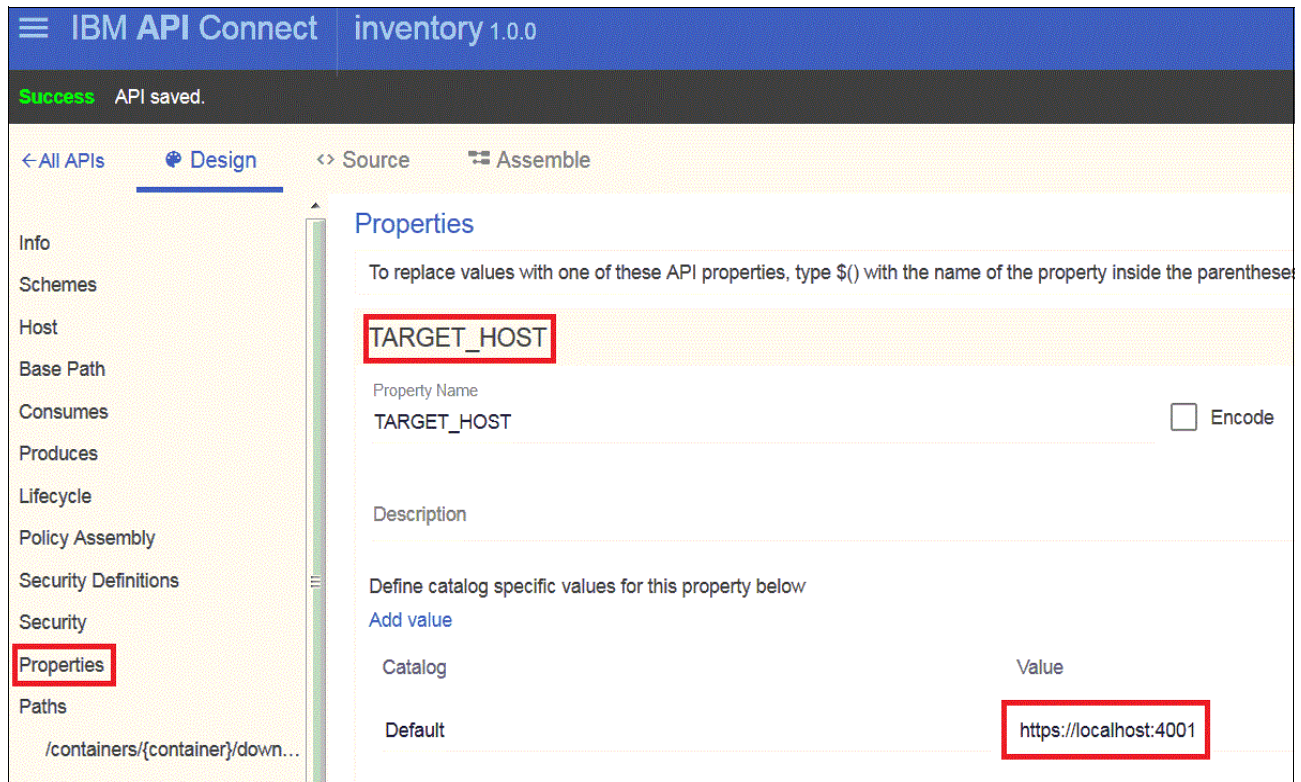 IBM API Connect inventory 1.0.0
Success API saved.
←All APIs Design <> Source Assemble
Info
Schemes
Host
Base Path
Consumes
Produces
Lifecycle
Policy Assembly
Security Definitions
Security
Properties
Paths
/containers/{container}/down...
Properties
To replace values with one of these API properties, type $() with the name of the property inside the parentheses
TARGET_HOST
Property Name
TARGET_HOST
Encode
Description
Define catalog specific values for this property below
Add value
Catalog Value
Default https://localhost:4001